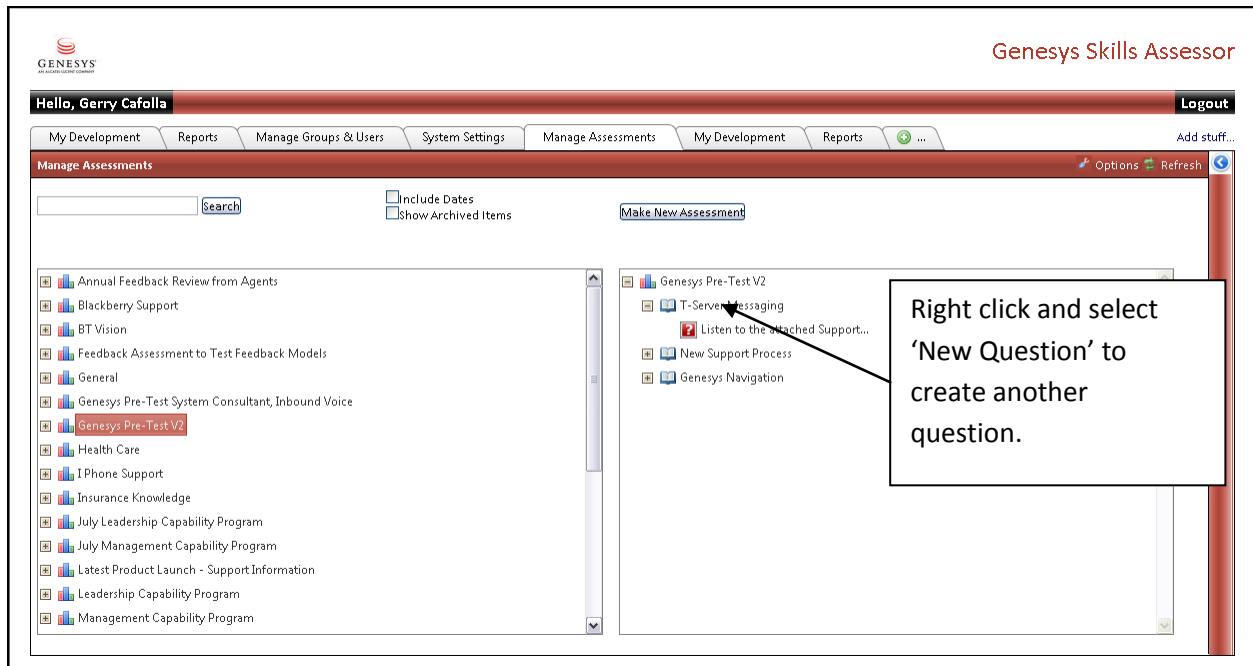 GENESYS
AN ALCATEL-LUCENT COMPANY
Genesys Skills Assessor
Hello, Gerry Cafolla
Logout
My Development Reports Manage Groups & Users System Settings Manage Assessments My Development Reports ... Add stuff...
Manage Assessments Options Refresh
Search
Include Dates
Show Archived Items
Make New Assessment
Annual Feedback Review from Agents
Blackberry Support
BT Vision
Feedback Assessment to Test Feedback Models
General
Genesys Pre-Test System Consultant, Inbound Voice
Genesys Pre-Test V2
Health Care
I Phone Support
Insurance Knowledge
July Leadership Capability Program
July Management Capability Program
Latest Product Launch - Support Information
Leadership Capability Program
Management Capability Program
Genesys Pre-Test V2
T-Server Messaging
Listen to the attached Support...
New Support Process
Genesys Navigation
Right click and select
‘New Question’ to
create another
question.